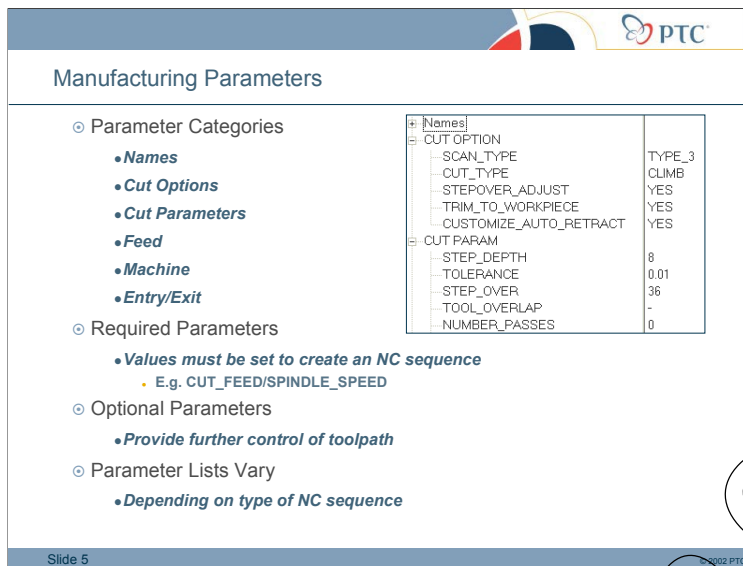 PTC
Manufacturing Parameters
Parameter Categories
Names
Cut Options
Cut Parameters
Feed
Machine
Entry/Exit
Required Parameters
Values must be set to create an NC sequence
E.g. CUT_FEED/SPINDLE_SPEED
Optional Parameters
Provide further control of toolpath
Parameter Lists Vary
Depending on type of NC sequence
Names
CUT OPTION
SCAN_TYPE TYPE_3
CUT_TYPE CLIMB
STEPOVER_ADJUST YES
TRIM_TO_WORKPIECE YES
CUSTOMIZE_AUTO_RETRACT YES
CUT PARAM
STEP_DEPTH 8
TOLERANCE 0.01
STEP_OVER 36
TOOL_OVERLAP -
NUMBER_PASSES 0
Slide 5
© 2002 PTC